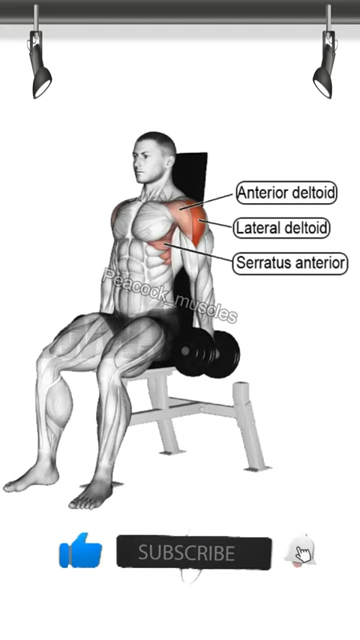 Anterior deltoid
Lateral deltoid
Serratus anterior
Peacock_muscles
SUBSCRIBE